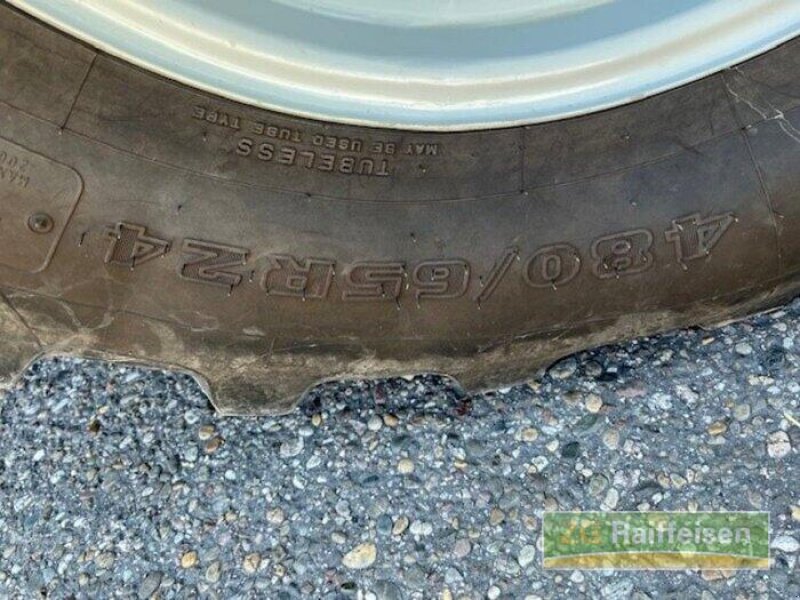 TUBELESS
MAY BE USED TUBE TYPE
480/65R24
ZG Raiffeisen